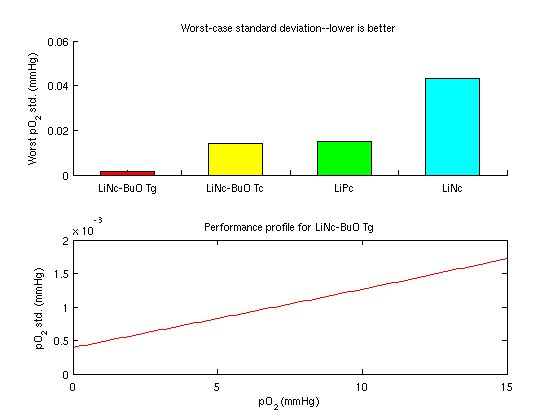 Worst-case standard deviation--lower is better
Worst pO2 std. (mmHg)
0.06
0.04
0.02
0
LiNc-BuO Tg LiNc-BuO Tc LiPc LiNc
x 10^-3
Performance profile for LiNc-BuO Tg
pO2 std. (mmHg)
2
1.5
1
0.5
0
0 5 10 15
pO2 (mmHg)